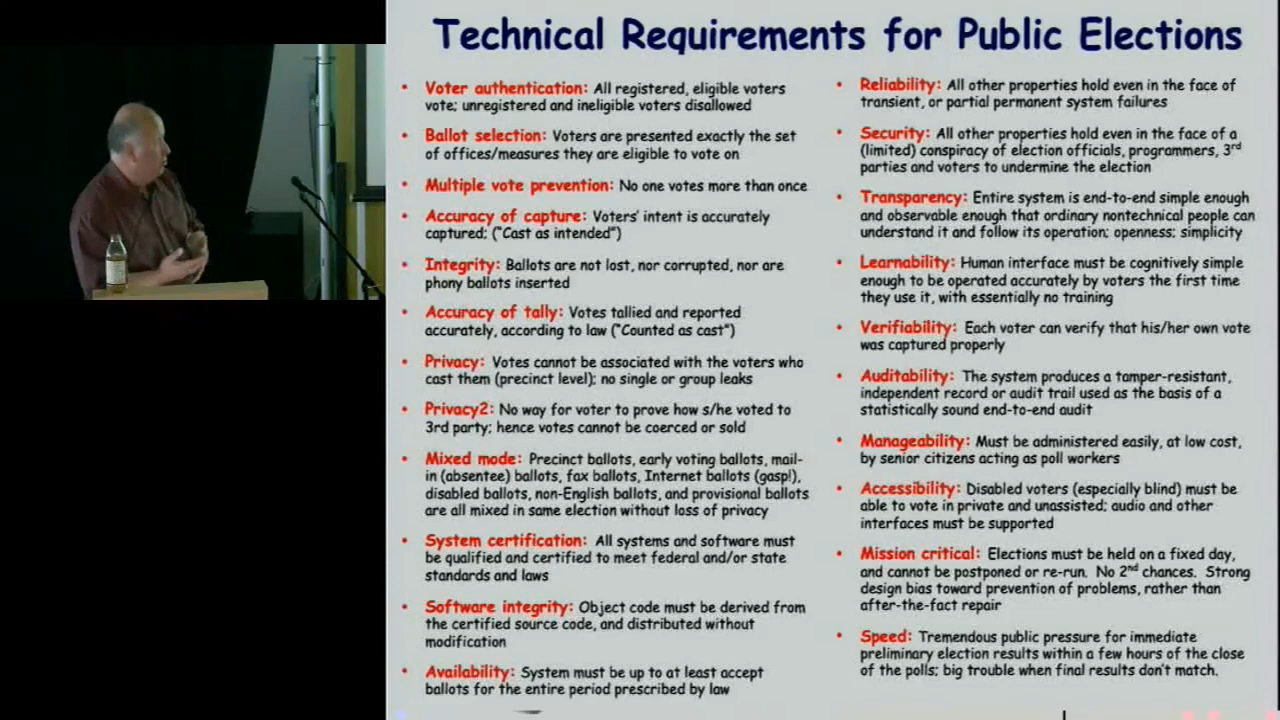 Technical Requirements for Public Elections
• Voter authentication: All registered, eligible voters
vote; unregistered and ineligible voters disallowed
• Ballot selection: Voters are presented exactly the set
of offices/measures they are eligible to vote on
• Multiple vote prevention: No one votes more than once
• Accuracy of capture: Voters' intent is accurately
captured; ("Cast as intended")
• Integrity: Ballots are not lost, nor corrupted, nor are
phony ballots inserted
• Accuracy of tally: Votes tallied and reported
accurately, according to law ("Counted as cast")
• Privacy: Votes cannot be associated with the voters who
cast them (precinct level); no single or group leaks
• Privacy2: No way for voter to prove how s/he voted to
3rd party; hence votes cannot be coerced or sold
• Mixed mode: Precinct ballots, early voting ballots, mail-
in (absentee) ballots, fax ballots, Internet ballots (gasp!),
disabled ballots, non-English ballots, and provisional ballots
are all mixed in same election without loss of privacy
• System certification: All systems and software must
be qualified and certified to meet federal and/or state
standards and laws
• Software integrity: Object code must be derived from
the certified source code, and distributed without
modification
• Availability: System must be up to at least accept
ballots for the entire period prescribed by law
• Reliability: All other properties hold even in the face of
transient, or partial permanent system failures
• Security: All other properties hold even in the face of a
(limited) conspiracy of election officials, programmers, 3rd
parties and voters to undermine the election
• Transparency: Entire system is end-to-end simple enough
and observable enough that ordinary nontechnical people can
understand it and follow its operation; openness; simplicity
• Learnability: Human interface must be cognitively simple
enough to be operated accurately by voters the first time
they use it, with essentially no training
• Verifiability: Each voter can verify that his/her own vote
was captured properly
• Auditability: The system produces a tamper-resistant,
independent record or audit trail used as the basis of a
statistically sound end-to-end audit
• Manageability: Must be administered easily, at low cost,
by senior citizens acting as poll workers
• Accessibility: Disabled voters (especially blind) must be
able to vote in private and unassisted; audio and other
interfaces must be supported
• Mission critical: Elections must be held on a fixed day,
and cannot be postponed or re-run. No 2nd chances. Strong
design bias toward prevention of problems, rather than
after-the-fact repair
• Speed: Tremendous public pressure for immediate
preliminary election results within a few hours of the close
of the polls; big trouble when final results don't match.